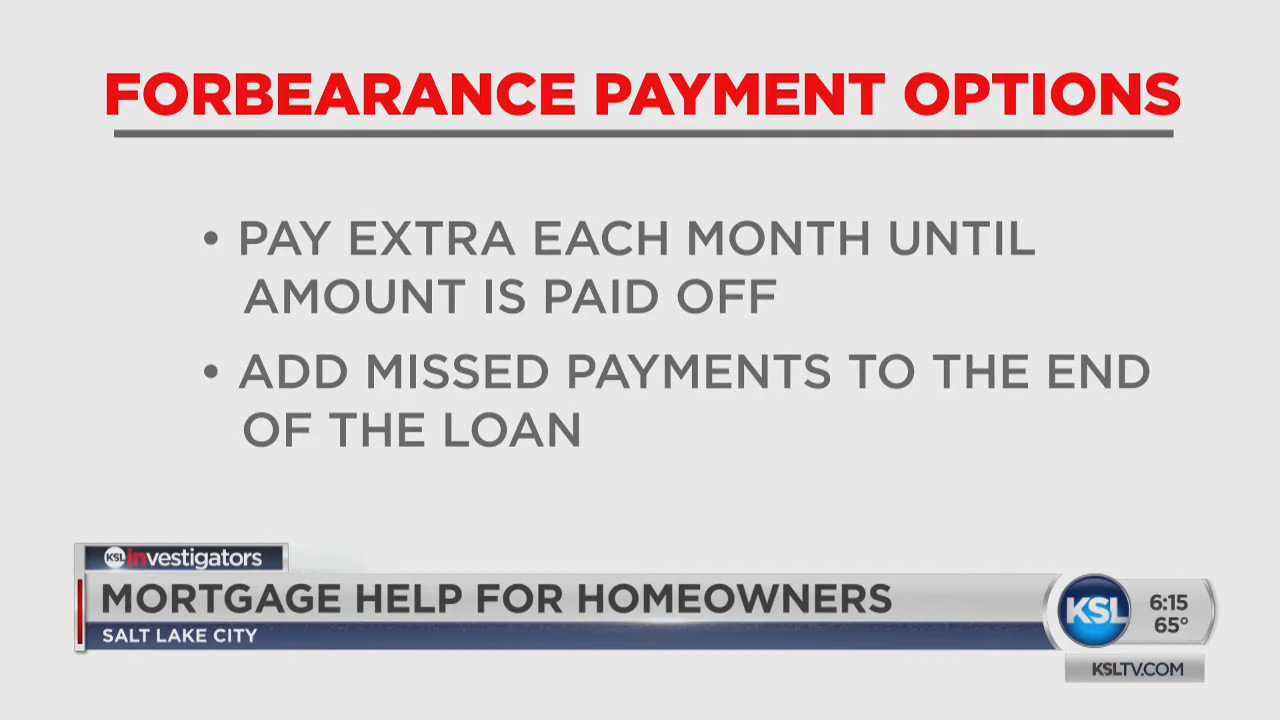 FORBEARANCE PAYMENT OPTIONS
• PAY EXTRA EACH MONTH UNTIL
AMOUNT IS PAID OFF
• ADD MISSED PAYMENTS TO THE END
OF THE LOAN
KSL investigators
MORTGAGE HELP FOR HOMEOWNERS
SALT LAKE CITY
KSL
6:15
65°
KSLTV.COM